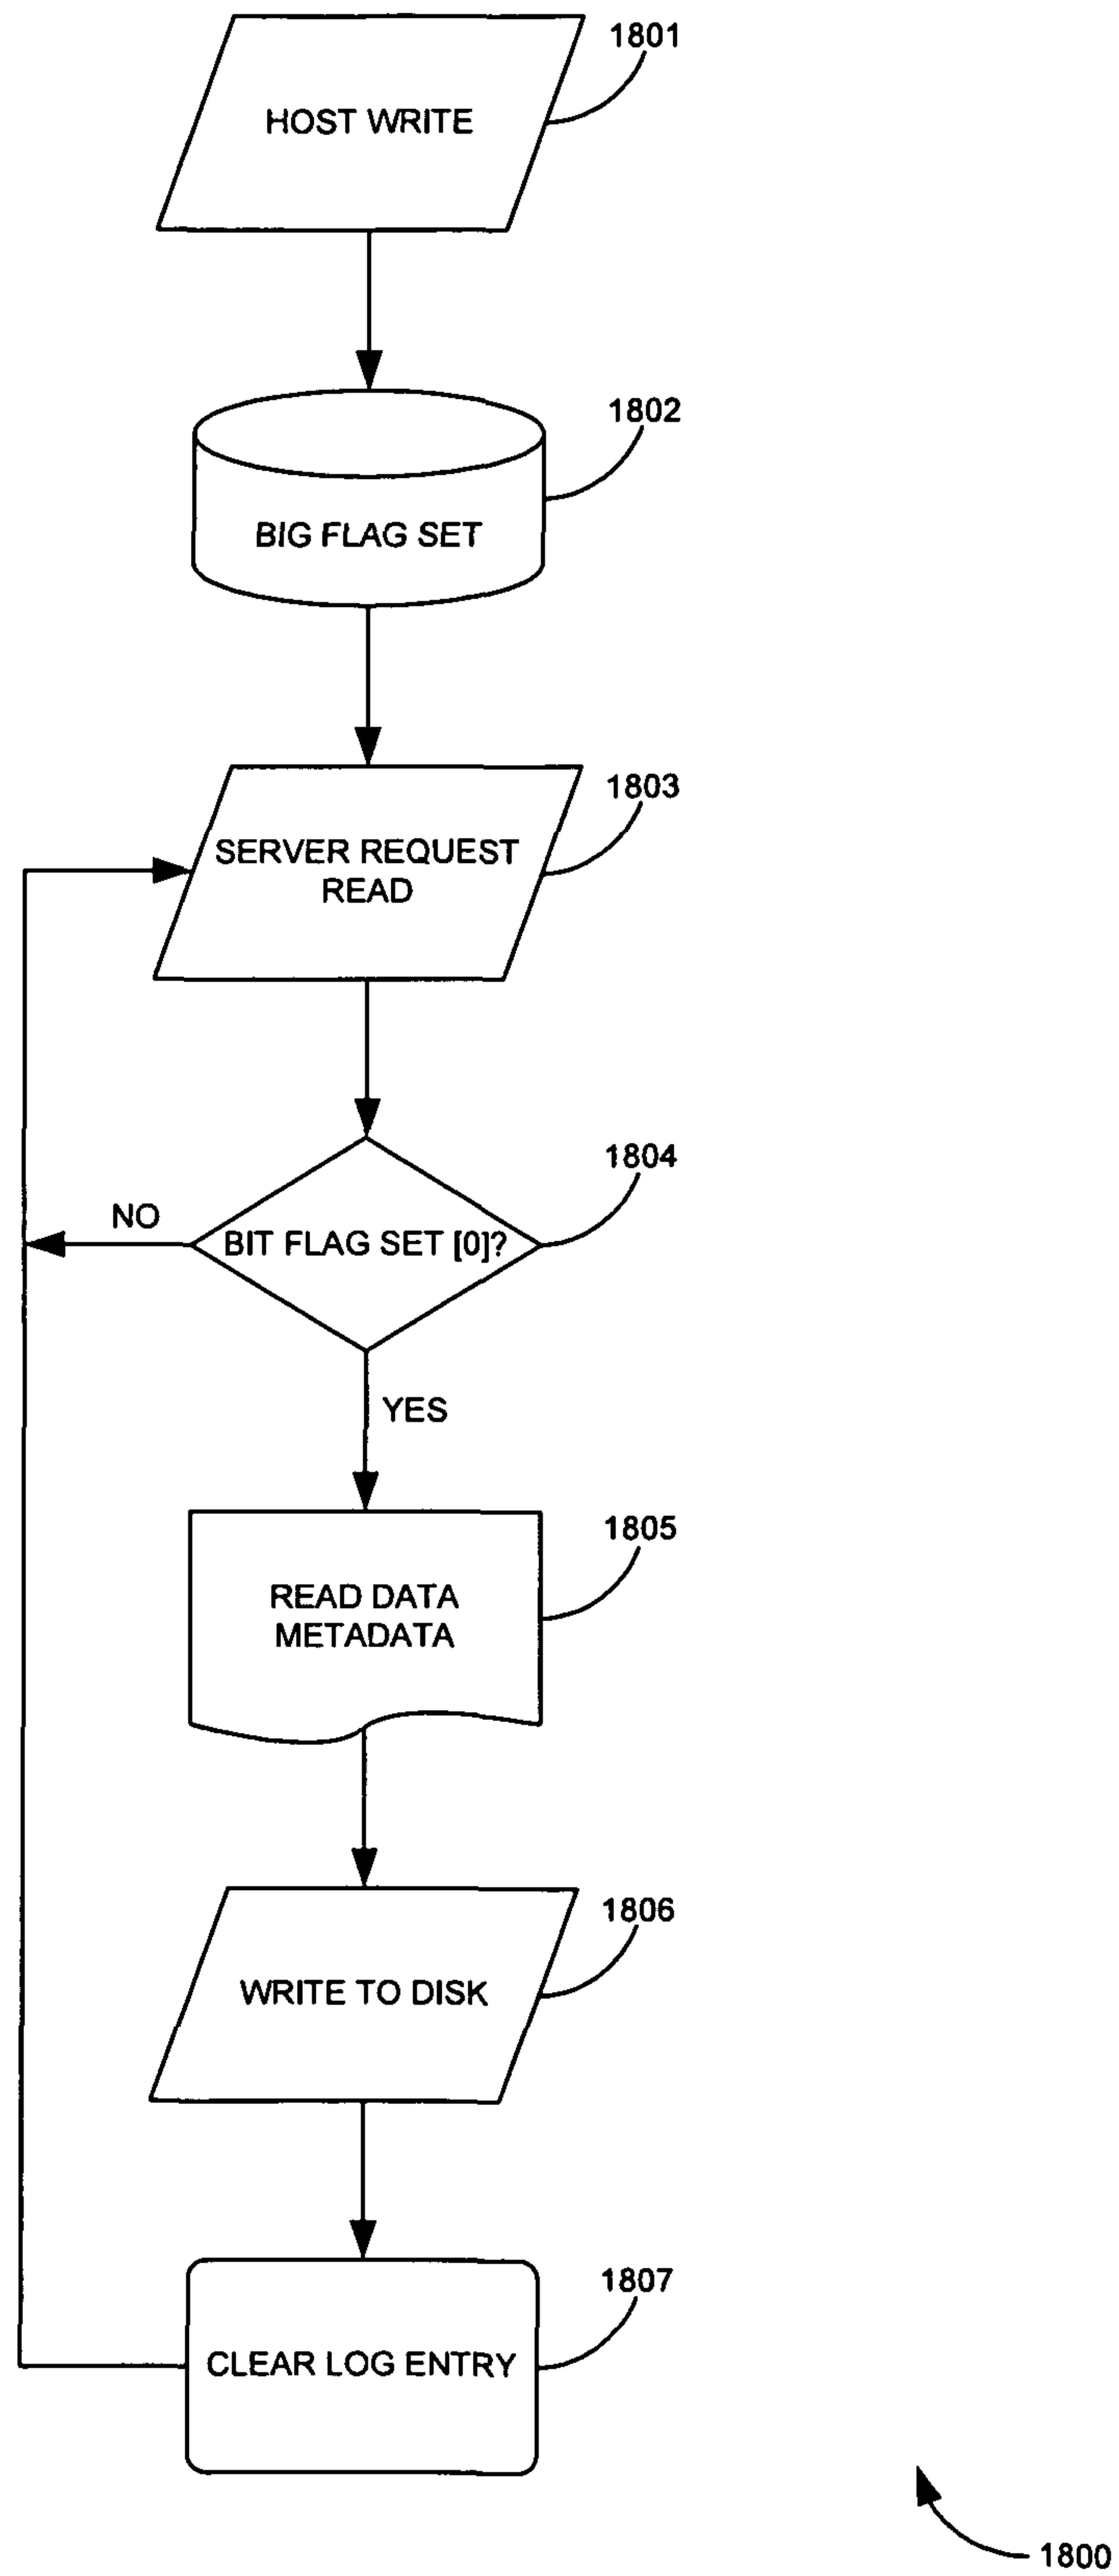 1801
HOST WRITE
1802
BIG FLAG SET
1803
SERVER REQUEST
READ
1804
NO
BIT FLAG SET [0]?
YES
1805
READ DATA
METADATA
1806
WRITE TO DISK
1807
CLEAR LOG ENTRY
1800